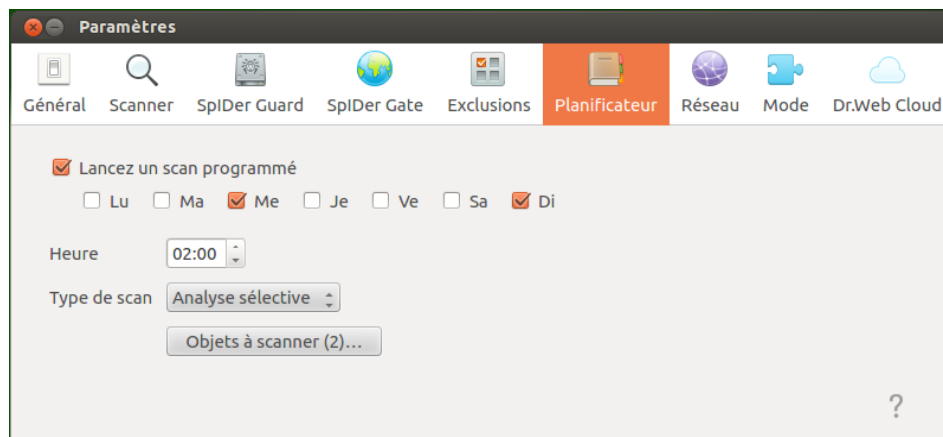 Paramètres
Général Scanner SpIDer Guard SpIDer Gate Exclusions Planificateur Réseau Mode Dr.Web Cloud
Lancez un scan programmé
Lu Ma Me Je Ve Sa Di
Heure 02:00
Type de scan Analyse sélective
Objets à scanner (2)...
?